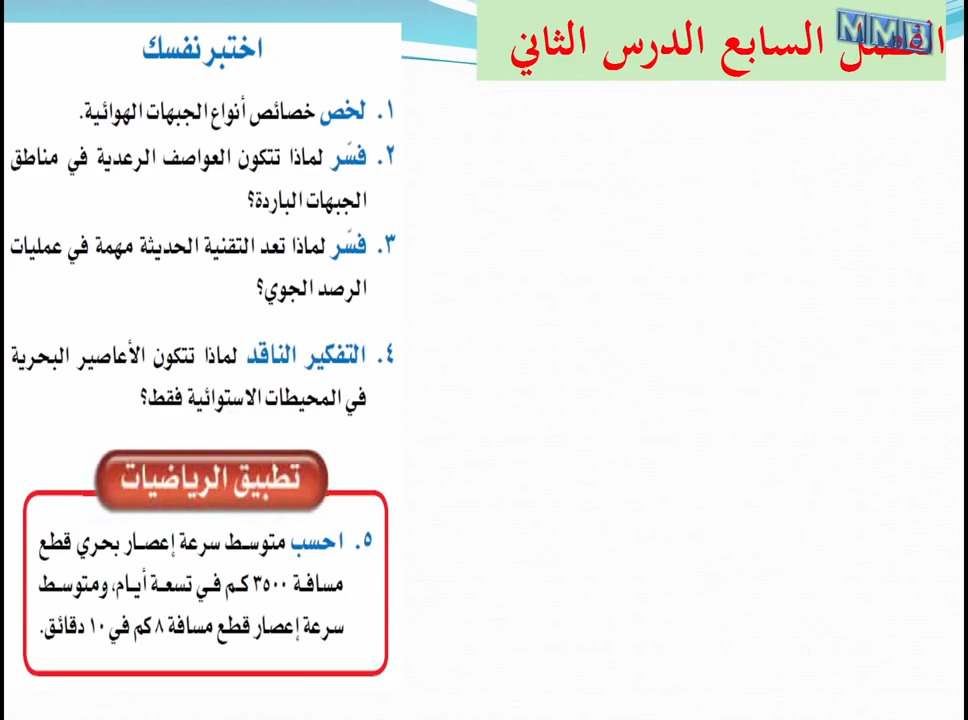 الفصل السابع الدرس الثاني
MMB
اختبر نفسك
١. لخص خصائص أنواع الجبهات الهوائية.
٢. فسّر لماذا تتكون العواصف الرعدية في مناطق
الجبهات الباردة؟
٣. فسّر لماذا تعد التقنية الحديثة مهمة في عمليات
الرصد الجوي؟
٤. التفكير الناقد لماذا تتكون الأعاصير البحرية
في المحيطات الاستوائية فقط؟
تطبيق الرياضيات
٥. احسب متوسط سرعة إعصار بحري قطع
مسافة ٣٥٠٠ كم في تسعة أيام، ومتوسط
سرعة إعصار قطع مسافة ٨ كم في ١٠ دقائق.